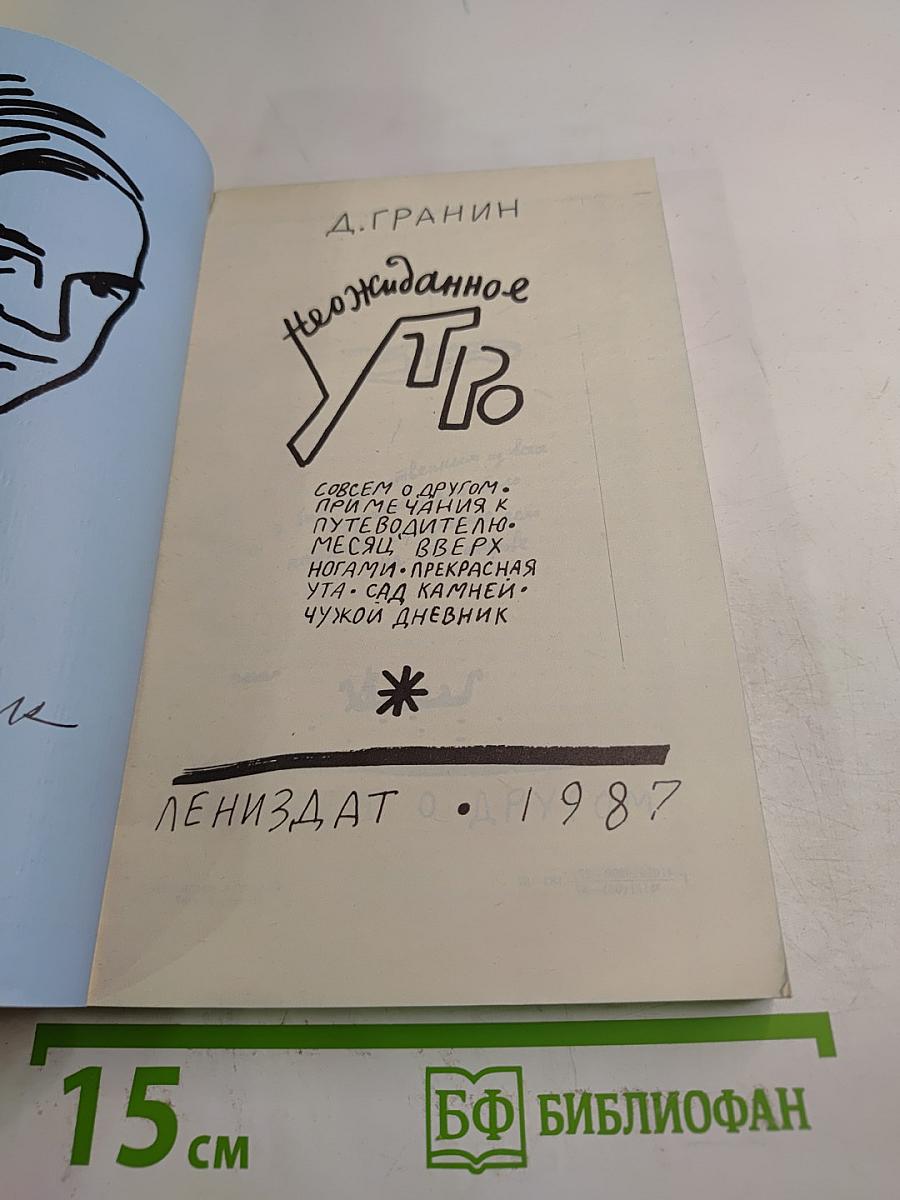 Д. ГРАНИН
Неожиданное
УТРО
СОВСЕМ О ДРУГОМ •
ПРИМЕЧАНИЯ К
ПУТЕВОДИТЕЛЮ •
МЕСЯЦ ВВЕРХ
НОГАМИ • ПРЕКРАСНАЯ
УТА • САД КАМНЕЙ •
ЧУЖОЙ ДНЕВНИК
*
ЛЕНИЗДАТ • 1987
15 см
БФ БИБЛИОФАН